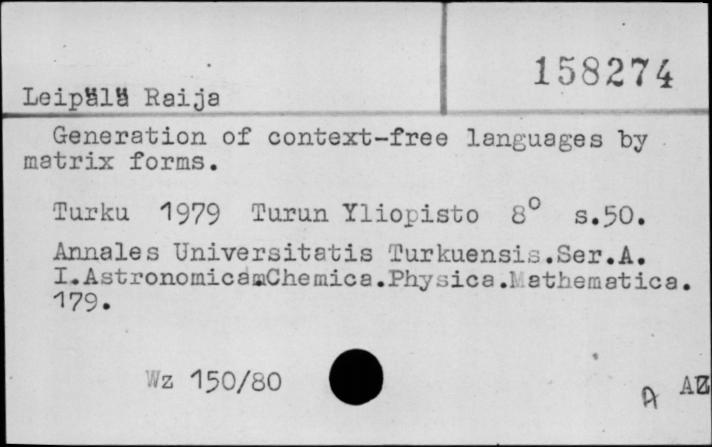 158274
Leipälä Raija
Generation of context-free languages by
matrix forms.
Turku 1979 Turun Yliopisto 8° s.50.
Annales Universitatis Turkuensis.Ser.A.
I.Astronomica.Chemica.Physica.Mathematica.
179.
Wz 150/80
A AZ